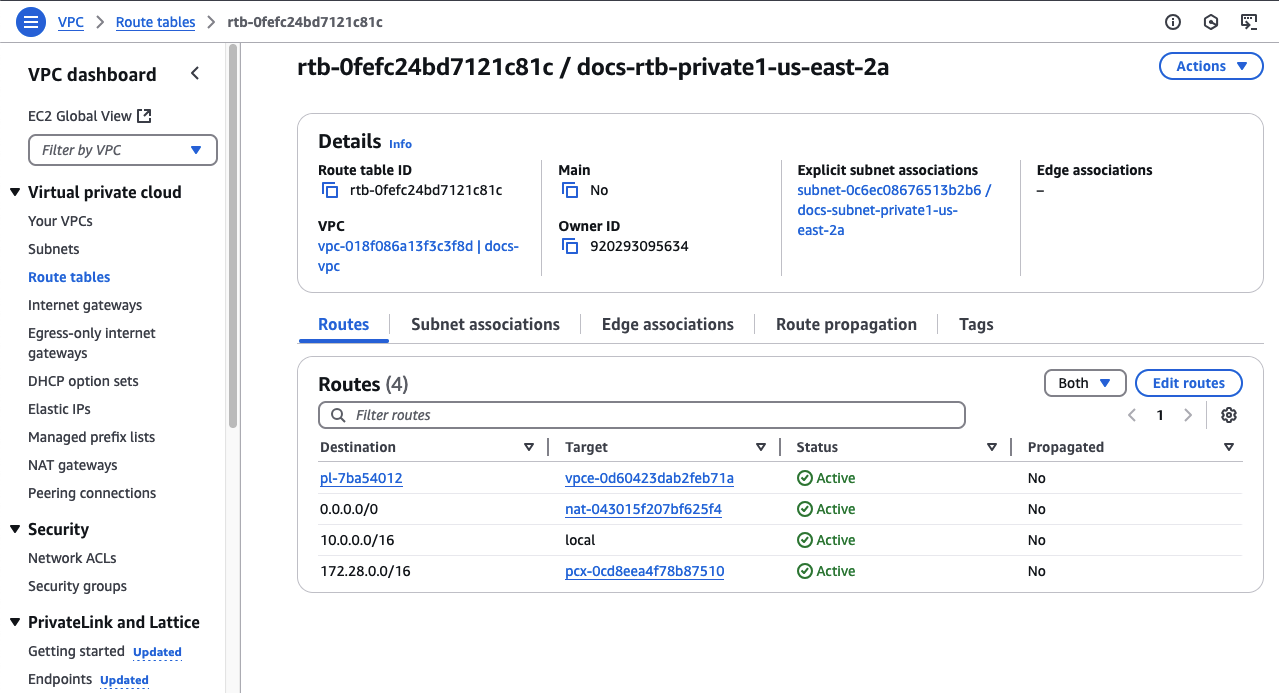 VPC > Route tables > rtb-0fefc24bd7121c81c
VPC dashboard
EC2 Global View
Filter by VPC
Virtual private cloud
Your VPCs
Subnets
Route tables
Internet gateways
Egress-only internet
gateways
DHCP option sets
Elastic IPs
Managed prefix lists
NAT gateways
Peering connections
Security
Network ACLs
Security groups
PrivateLink and Lattice
Getting started Updated
Endpoints Updated
rtb-0fefc24bd7121c81c / docs-rtb-private1-us-east-2a
Actions
Details Info
Route table ID
rtb-0fefc24bd7121c81c
VPC
vpc-018f086a13f3c3f8d | docs-
vpc
Main
No
Owner ID
920293095634
Explicit subnet associations
subnet-0c6ec08676513b2b6 /
docs-subnet-private1-us-
east-2a
Edge associations
–
Routes Subnet associations Edge associations Route propagation Tags
Routes (4)
Both Edit routes
Filter routes
1
Destination Target Status Propagated
pl-7ba54012 vpce-0d60423dab2feb71a Active No
0.0.0.0/0 nat-043015f207bf625f4 Active No
10.0.0.0/16 local Active No
172.28.0.0/16 pcx-0cd8eea4f78b87510 Active No